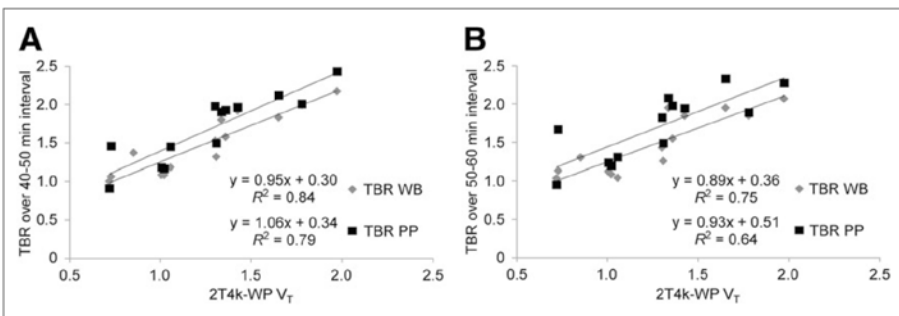 A
TBR over 40-50 min interval
2.5
2.0
1.5
1.0
0.5
0
y = 0.95x + 0.30
R² = 0.84
TBR WB
y = 1.06x + 0.34
R² = 0.79
TBR PP
0.5 1.0 1.5 2.0 2.5
2T4k-WP V_T
B
TBR over 50-60 min interval
2.5
2.0
1.5
1.0
0.5
0
y = 0.89x + 0.36
R² = 0.75
TBR WB
y = 0.93x + 0.51
R² = 0.64
TBR PP
0.5 1.0 1.5 2.0 2.5
2T4k-WP V_T